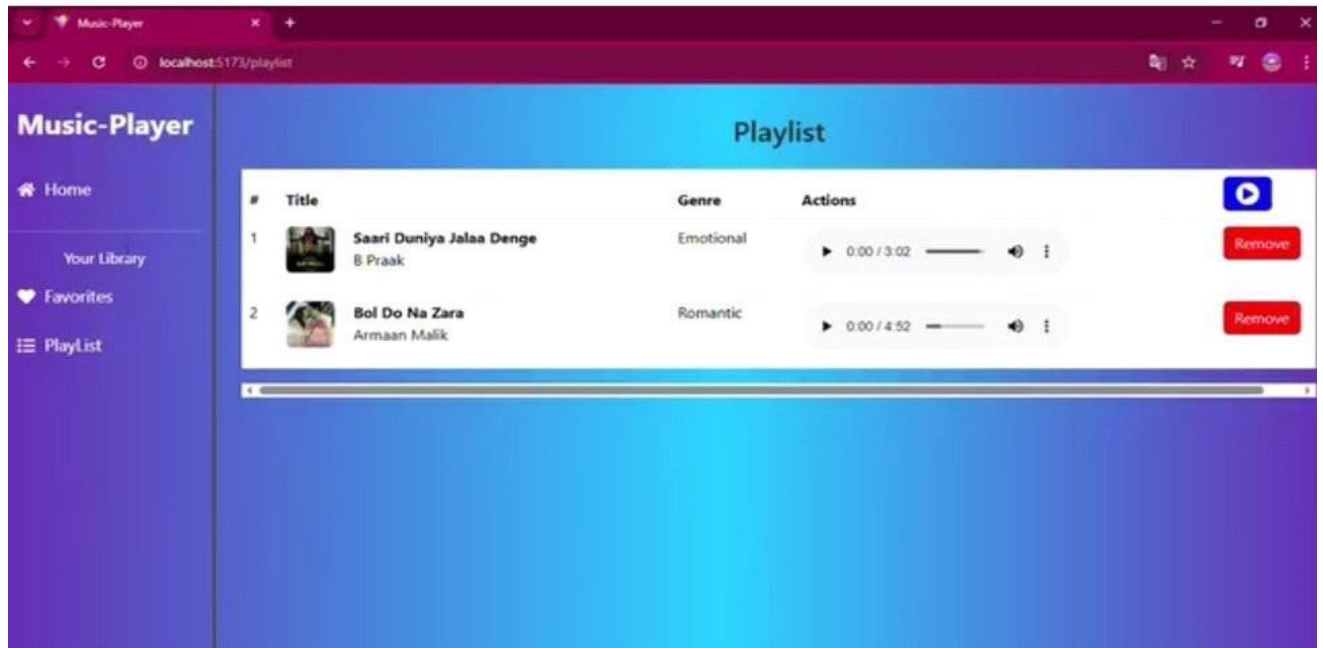 Music-Player
localhost:5173/playlist
Music-Player
Home
Your Library
Favorites
PlayList
Playlist
# Title Genre Actions
1 Saari Duniya Jalaa Denge Emotional 0:00 / 3:02 Remove
B Praak
2 Bol Do Na Zara Romantic 0:00 / 4:52 Remove
Armaan Malik